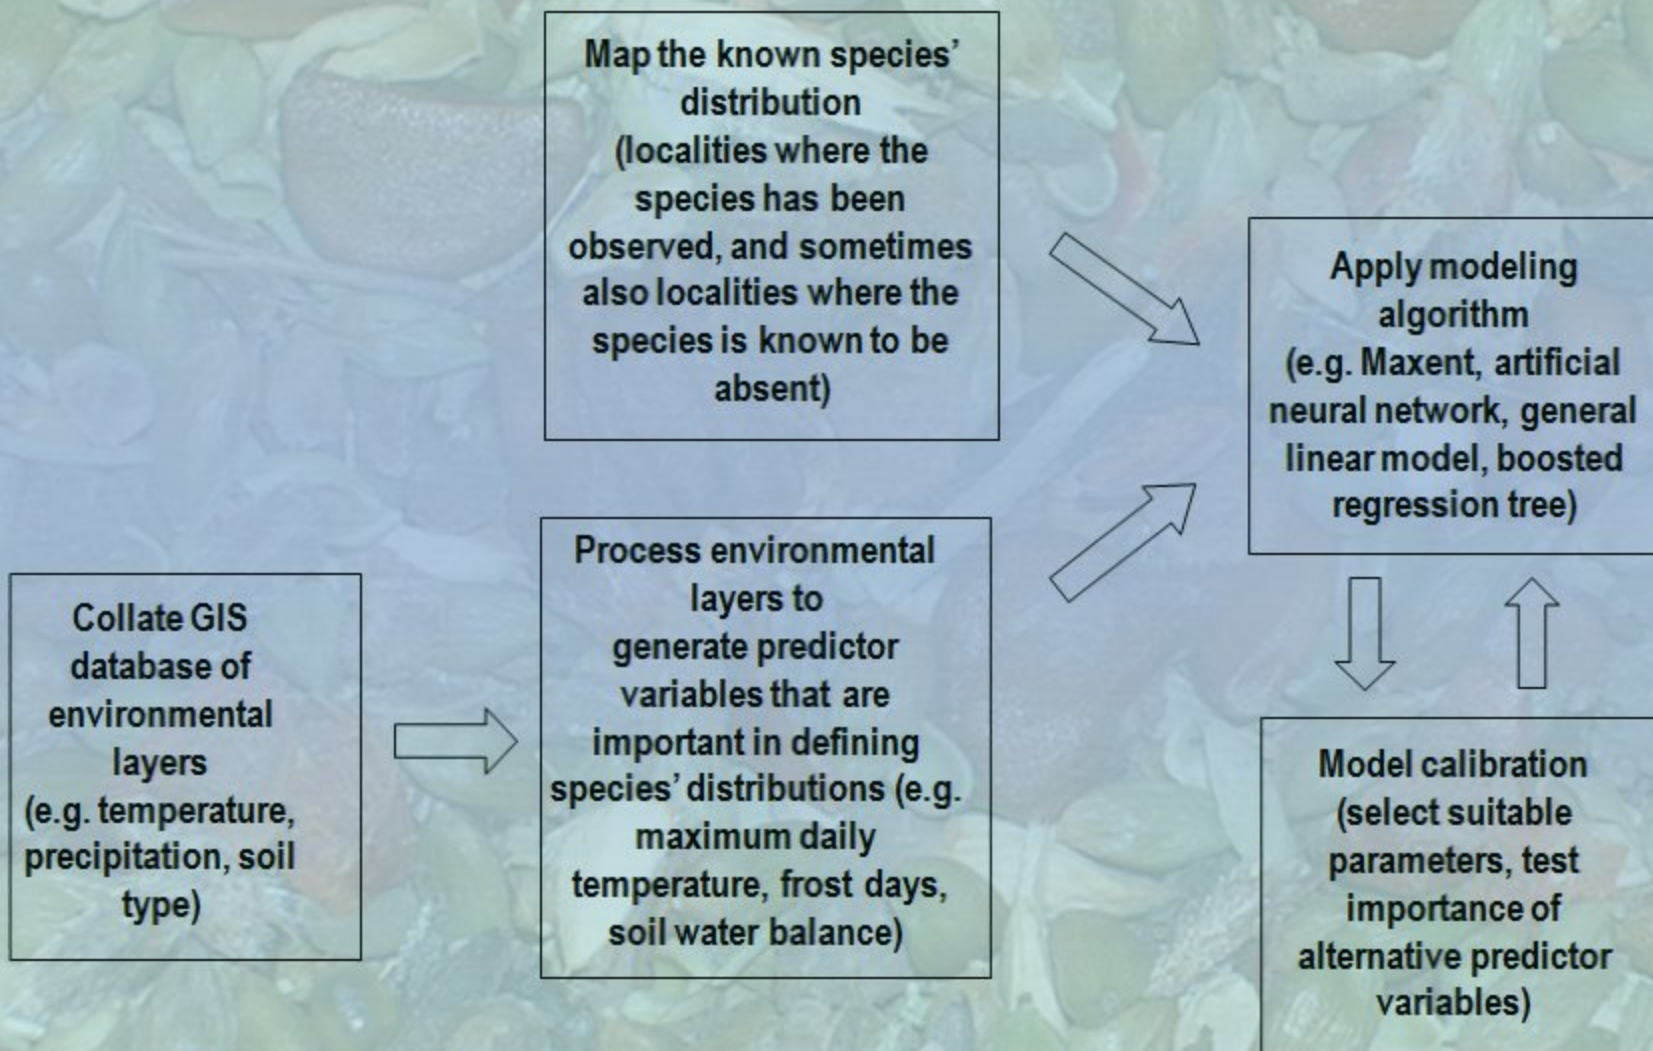 Map the known species’
distribution
(localities where the
species has been
observed, and sometimes
also localities where the
species is known to be
absent)
Apply modeling
algorithm
(e.g. Maxent, artificial
neural network, general
linear model, boosted
regression tree)
Collate GIS
database of
environmental
layers
(e.g. temperature,
precipitation, soil
type)
Process environmental
layers to
generate predictor
variables that are
important in defining
species’ distributions (e.g.
maximum daily
temperature, frost days,
soil water balance)
Model calibration
(select suitable
parameters, test
importance of
alternative predictor
variables)